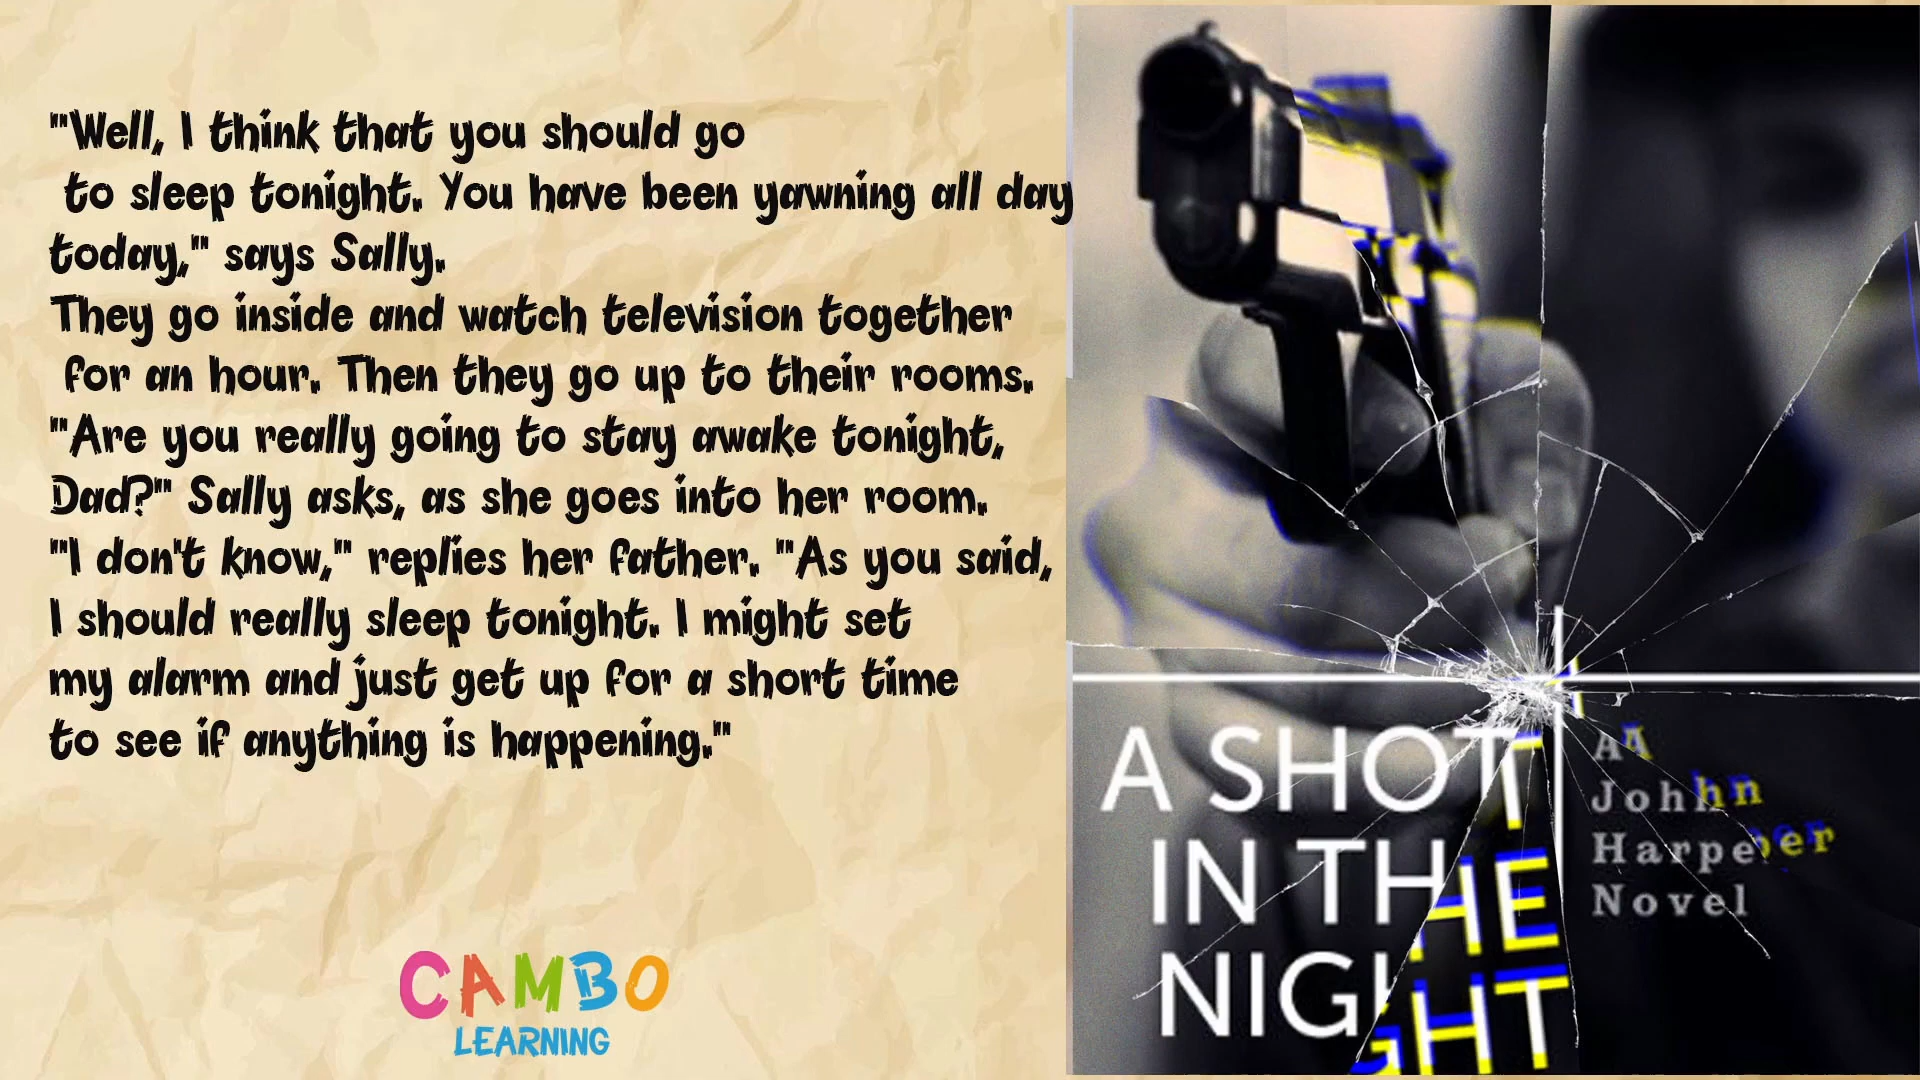 "Well, I think that you should go
to sleep tonight. You have been yawning all day
today," says Sally.
They go inside and watch television together
for an hour. Then they go up to their rooms.
"Are you really going to stay awake tonight,
Dad?" Sally asks, as she goes into her room.
"I don't know," replies her father. "As you said,
I should really sleep tonight. I might set
my alarm and just get up for a short time
to see if anything is happening."
CAMBO
LEARNING
A SHOT
IN THE
NIGHT
A
John
Harper
Novel